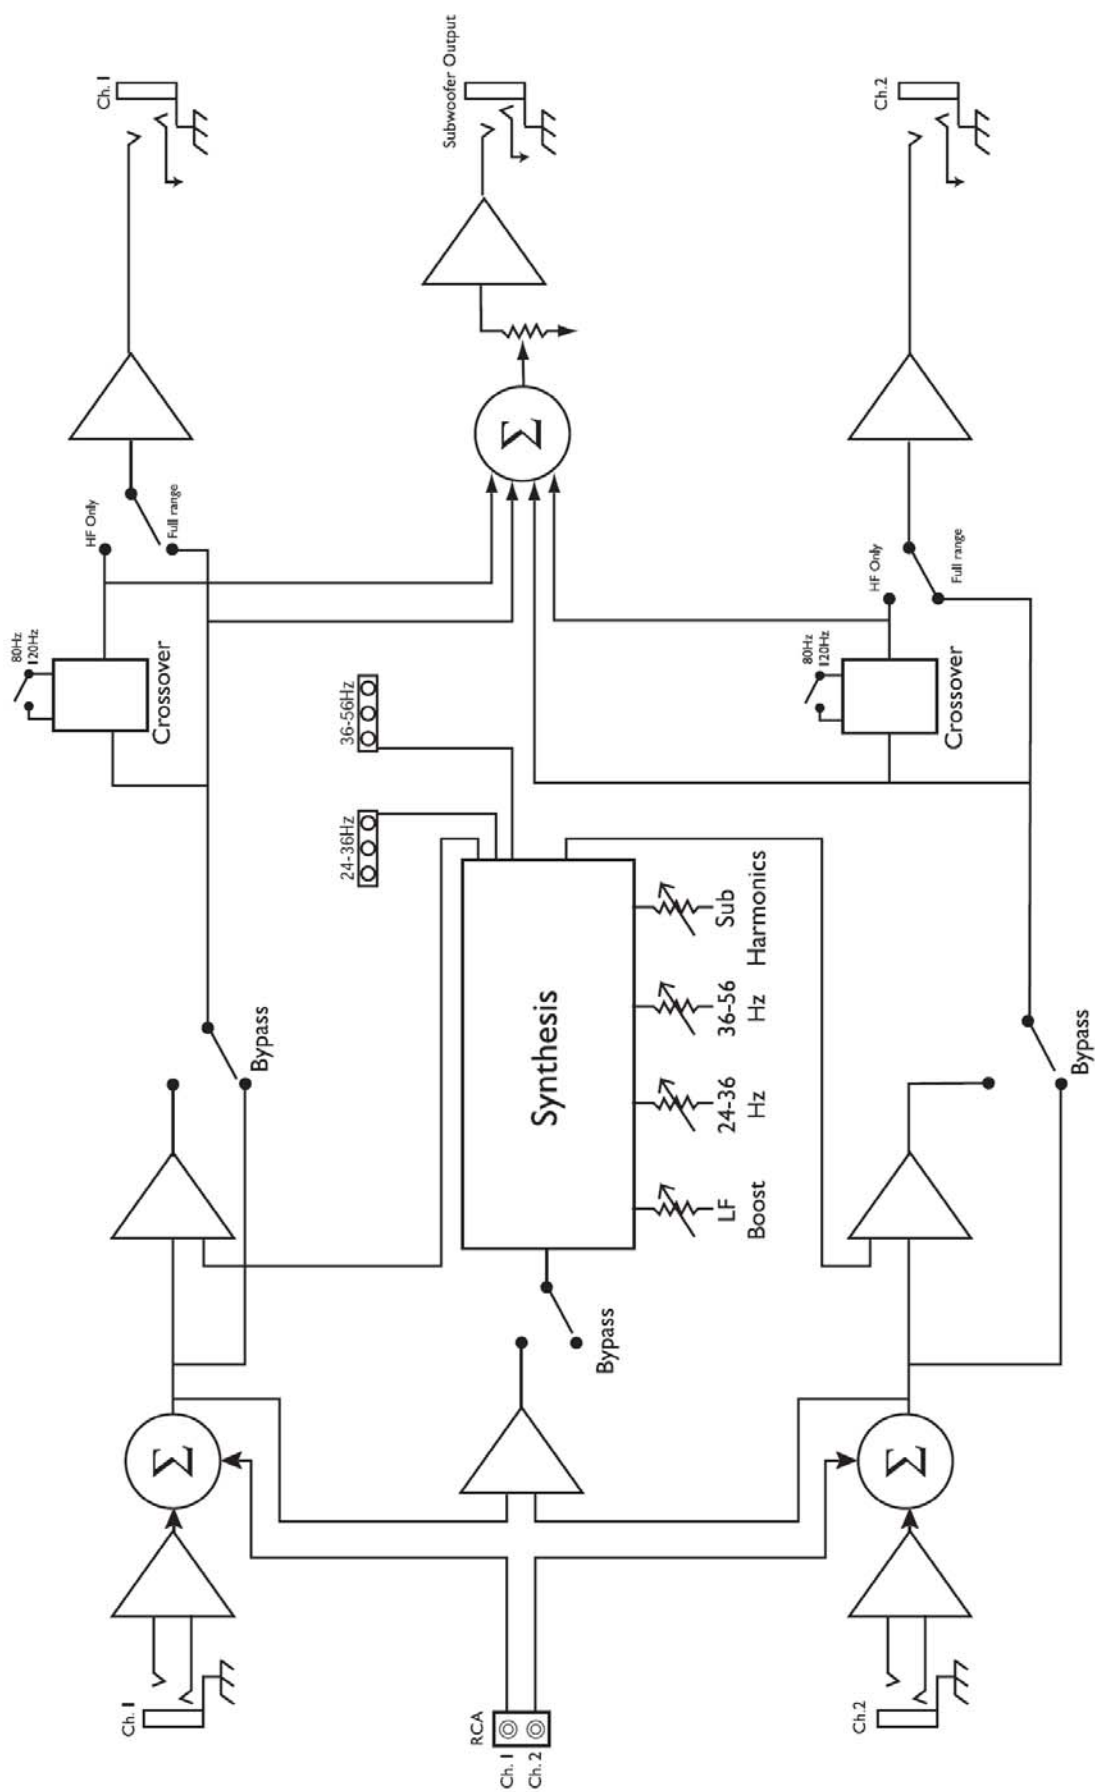 Ch. 1
Subwoofer Output
Ch.2
HF Only
Full range
Σ
HF Only
Full range
80Hz
120Hz
Crossover
80Hz
120Hz
Crossover
36-56Hz
24-36Hz
Synthesis
Sub
Harmonics
36-56
Hz
24-36
Hz
LF
Boost
Bypass
Bypass
Bypass
Σ
Σ
Ch. 1
RCA
Ch. 1
Ch. 2
Ch.2